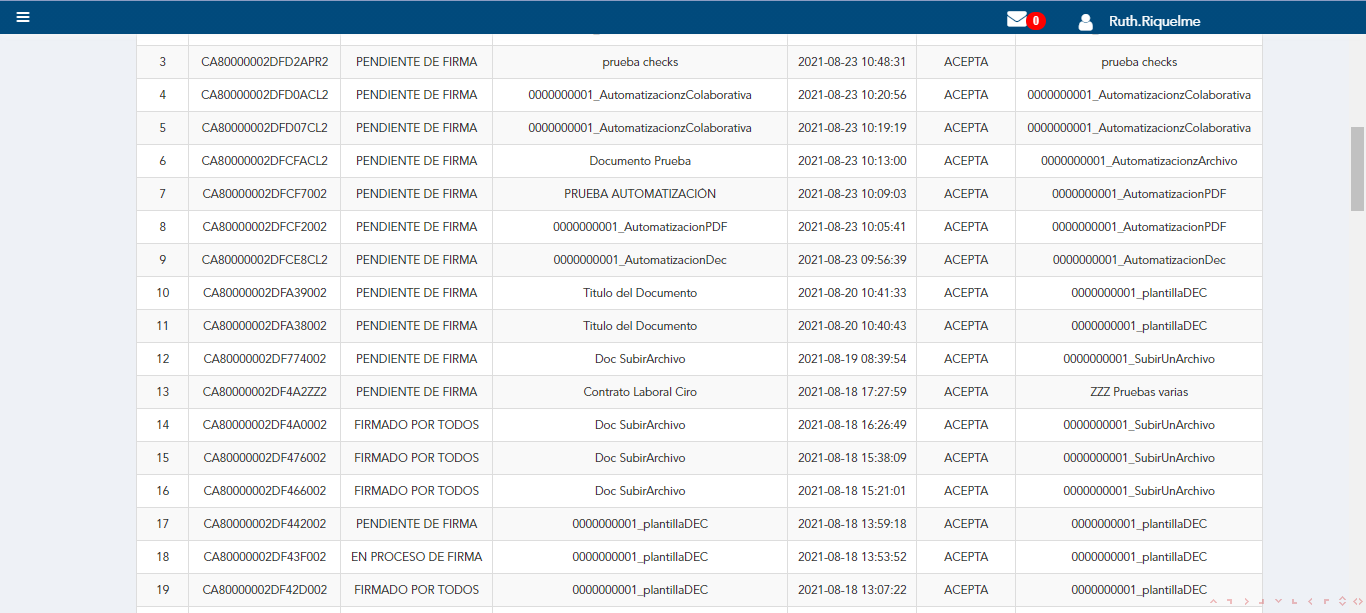 0
Ruth.Riquelme
3 CA80000002DFD2APR2 PENDIENTE DE FIRMA prueba checks 2021-08-23 10:48:31 ACEPTA prueba checks
4 CA80000002DFD0ACL2 PENDIENTE DE FIRMA 0000000001_AutomatizacionzColaborativa 2021-08-23 10:20:56 ACEPTA 0000000001_AutomatizacionzColaborativa
5 CA80000002DFD07CL2 PENDIENTE DE FIRMA 0000000001_AutomatizacionzColaborativa 2021-08-23 10:19:19 ACEPTA 0000000001_AutomatizacionzColaborativa
6 CA80000002DFCFACL2 PENDIENTE DE FIRMA Documento Prueba 2021-08-23 10:13:00 ACEPTA 0000000001_AutomatizacionzArchivo
7 CA80000002DFCF7002 PENDIENTE DE FIRMA PRUEBA AUTOMATIZACIÓN 2021-08-23 10:09:03 ACEPTA 0000000001_AutomatizacionPDF
8 CA80000002DFCF2002 PENDIENTE DE FIRMA 0000000001_AutomatizacionPDF 2021-08-23 10:05:41 ACEPTA 0000000001_AutomatizacionPDF
9 CA80000002DFCE8CL2 PENDIENTE DE FIRMA 0000000001_AutomatizacionDec 2021-08-23 09:56:39 ACEPTA 0000000001_AutomatizacionDec
10 CA80000002DFA39002 PENDIENTE DE FIRMA Titulo del Documento 2021-08-20 10:41:33 ACEPTA 0000000001_plantillaDEC
11 CA80000002DFA38002 PENDIENTE DE FIRMA Titulo del Documento 2021-08-20 10:40:43 ACEPTA 0000000001_plantillaDEC
12 CA80000002DF774002 PENDIENTE DE FIRMA Doc SubirArchivo 2021-08-19 08:39:54 ACEPTA 0000000001_SubirUnArchivo
13 CA80000002DF4A2ZZ2 PENDIENTE DE FIRMA Contrato Laboral Ciro 2021-08-18 17:27:59 ACEPTA ZZZ Pruebas varias
14 CA80000002DF4A0002 FIRMADO POR TODOS Doc SubirArchivo 2021-08-18 16:26:49 ACEPTA 0000000001_SubirUnArchivo
15 CA80000002DF476002 FIRMADO POR TODOS Doc SubirArchivo 2021-08-18 15:38:09 ACEPTA 0000000001_SubirUnArchivo
16 CA80000002DF466002 FIRMADO POR TODOS Doc SubirArchivo 2021-08-18 15:21:01 ACEPTA 0000000001_SubirUnArchivo
17 CA80000002DF442002 PENDIENTE DE FIRMA 0000000001_plantillaDEC 2021-08-18 13:59:18 ACEPTA 0000000001_plantillaDEC
18 CA80000002DF43F002 EN PROCESO DE FIRMA 0000000001_plantillaDEC 2021-08-18 13:53:52 ACEPTA 0000000001_plantillaDEC
19 CA80000002DF42D002 FIRMADO POR TODOS 0000000001_plantillaDEC 2021-08-18 13:07:22 ACEPTA 0000000001_plantillaDEC